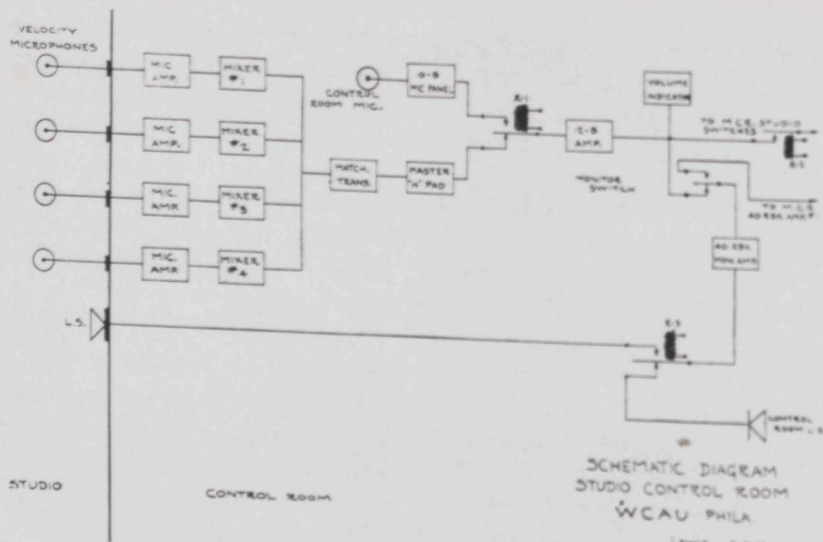 VELOCITY
MICROPHONES
MIC
AMP.
MIXER
#1
MIC
AMP.
MIXER
#2
MIC.
AMP.
MIXER
#3
MIC.
AMP.
MIXER
#4
L.S.
STUDIO
CONTROL ROOM
MATCH.
TRANS.
MASTER
"H" PAD
CONTROL
ROOM MIC.
MIC PANEL
R-1
AMP.
VOLUME
INDICATOR
TO M.C.R. STUDIO
SWITCHES
R-2
MONITOR
SWITCH
TO M.C.R.
MON. AMP.
R-3
CONTROL
ROOM L.S.
SCHEMATIC DIAGRAM
STUDIO CONTROL ROOM
WCAU PHILA